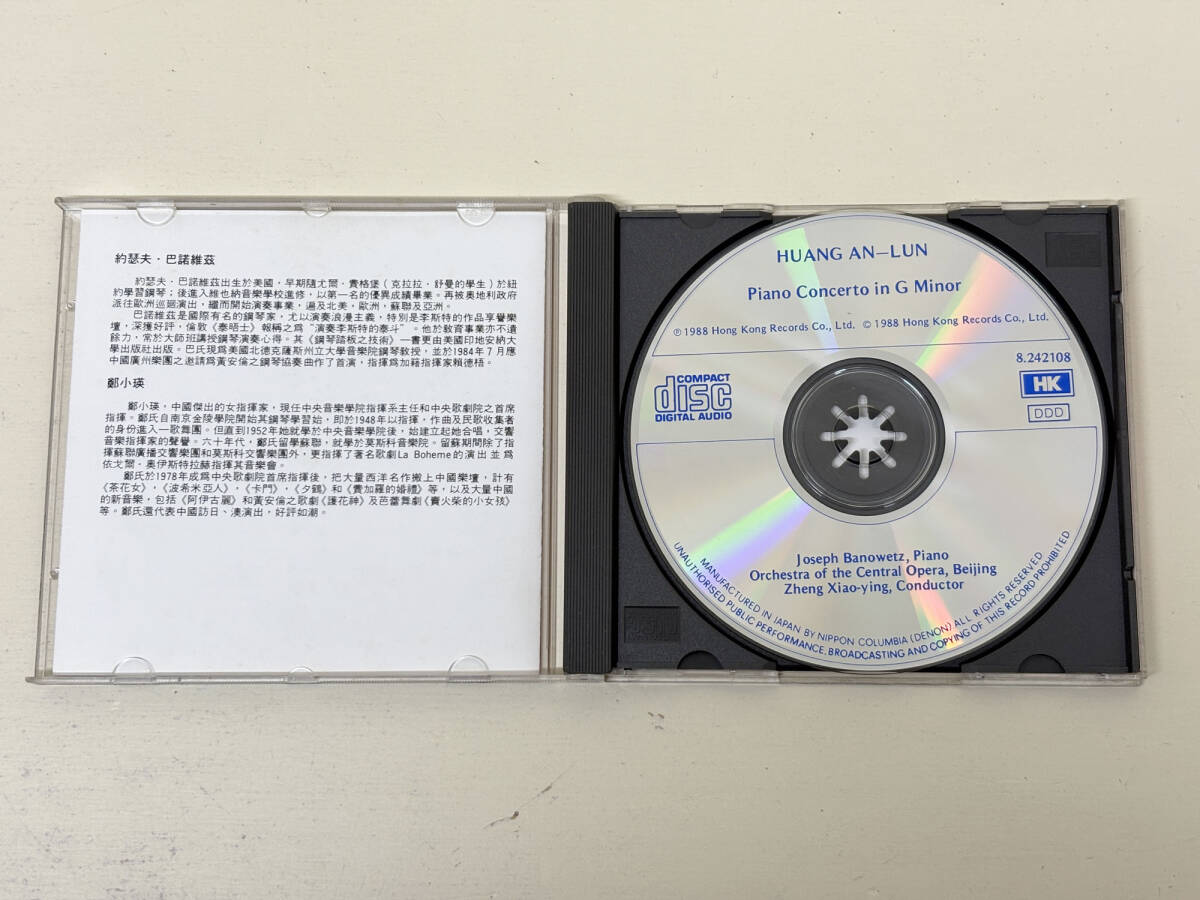 約瑟夫·巴諾維茲
約瑟夫·巴諾維茲出生於美國，早期隨尤爾·費格堡（克拉拉·舒曼的學生）於紐
約學習鋼琴；後進入維也納音樂學校進修，以第一名的優異成績畢業。再被奧地利政府
派往歐洲巡廻演出，繼而開始演奏事業，遍及北美，歐洲，蘇聯及亞洲。
巴諾維茲是國際有名的鋼琴家，尤以演奏浪漫主義，特別是李斯特的作品享譽樂
壇，深獲好評，倫敦《泰晤士》報稱之爲“演奏李斯特的泰斗”。他於敎育事業亦不遺
餘力，常於大師班講授鋼琴演奏心得。其《鋼琴踏板之技術》一書更由美國印地安納大
學出版社出版。巴氏現爲美國北德克薩斯州立大學音樂院鋼琴敎授，並於1984年7月應
中國廣州樂團之邀請爲黃安倫之鋼琴協奏曲作了首演，指揮爲加籍指揮家賴德梧。
鄭小瑛
鄭小瑛，中國傑出的女指揮家，現任中央音樂學院指揮系主任和中央歌劇院之首席
指揮。鄭氏自南京金陵學院開始其鋼琴學習始，即於1948年以指揮，作曲及民歌收集者
的身份進入一歌舞團。但直到1952年她就學於中央音樂學院後，始建立起她合唱，交響
音樂指揮家的聲譽。六十年代，鄭氏留學蘇聯，就學於莫斯科音樂院。留蘇期間除了指
揮蘇聯廣播交響樂團和莫斯科交響樂團外，更指揮了著名歌劇La Boheme的演出並爲
依戈爾·奧伊斯特拉赫指揮其音樂會。
鄭氏於1978年成爲中央歌劇院首席指揮後，把大量西洋名作搬上中國樂壇，計有
《茶花女》，《波希米亞人》，《卡門》，《夕鶴》和《費加羅的婚禮》等，以及大量中國
的新音樂，包括《阿伊古麗》和黃安倫之歌劇《護花神》及芭蕾舞劇《賣火柴的小女孩》
等。鄭氏還代表中國訪日、澳演出，好評如潮。
HUANG AN-LUN
Piano Concerto in G Minor
℗ 1988 Hong Kong Records Co., Ltd. © 1988 Hong Kong Records Co., Ltd.
8.242108
COMPACT
disc
DIGITAL AUDIO
HK
DDD
Joseph Banowetz, Piano
Orchestra of the Central Opera, Beijing
Zheng Xiao-ying, Conductor
MANUFACTURED IN JAPAN BY NIPPON COLUMBIA (DENON) ALL RIGHTS RESERVED
UNAUTHORISED PUBLIC PERFORMANCE, BROADCASTING AND COPYING OF THIS RECORD PROHIBITED